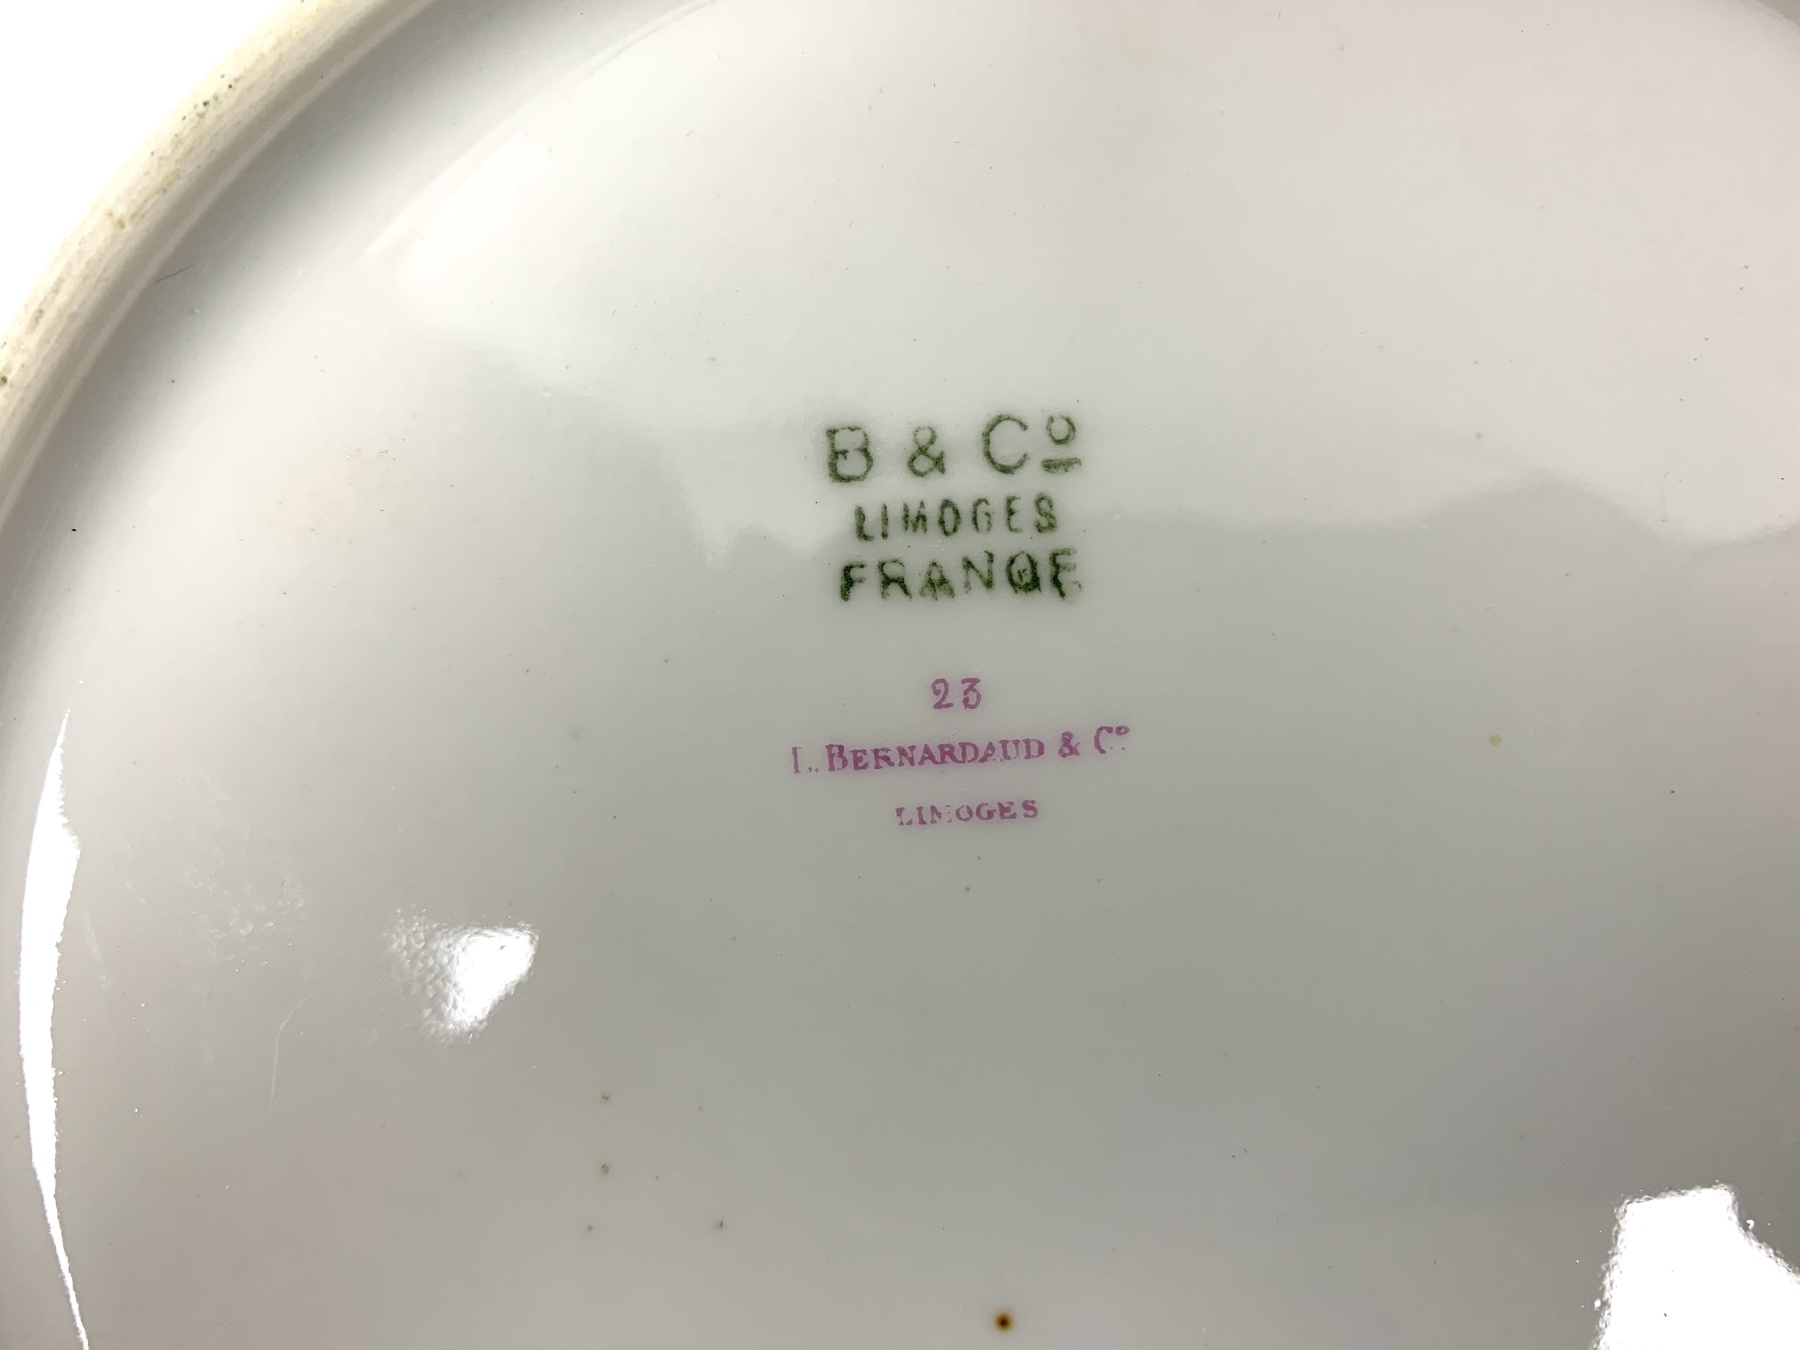 B & Cº
LIMOGES
FRANCE
23
L. BERNARDAUD & Cº
LIMOGES